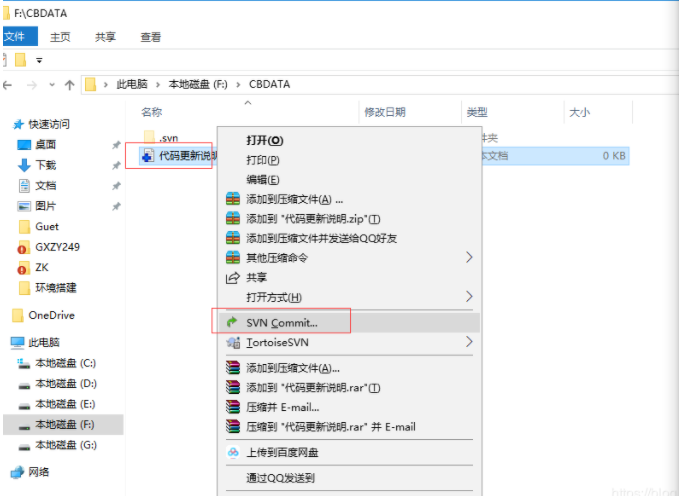 F:\CBDATA
文件 主页 共享 查看
此电脑 › 本地磁盘 (F:) › CBDATA
名称 修改日期 类型 大小
快速访问
桌面
下载
文档
图片
Guet
GXZY249
ZK
环境搭建
OneDrive
此电脑
本地磁盘 (C:)
本地磁盘 (D:)
本地磁盘 (E:)
本地磁盘 (F:)
本地磁盘 (G:)
网络
.svn 件夹
代码更新说明 本文档 0 KB
打开(O)
打印(P)
编辑(E)
添加到压缩文件(A) ...
添加到 "代码更新说明.zip"(T)
添加到压缩文件并发送给QQ好友
其他压缩命令
共享
打开方式(H)
SVN Commit...
TortoiseSVN
添加到压缩文件(A)...
添加到 "代码更新说明.rar"(T)
压缩并 E-mail...
压缩到 "代码更新说明.rar" 并 E-mail
上传到百度网盘
通过QQ发送到